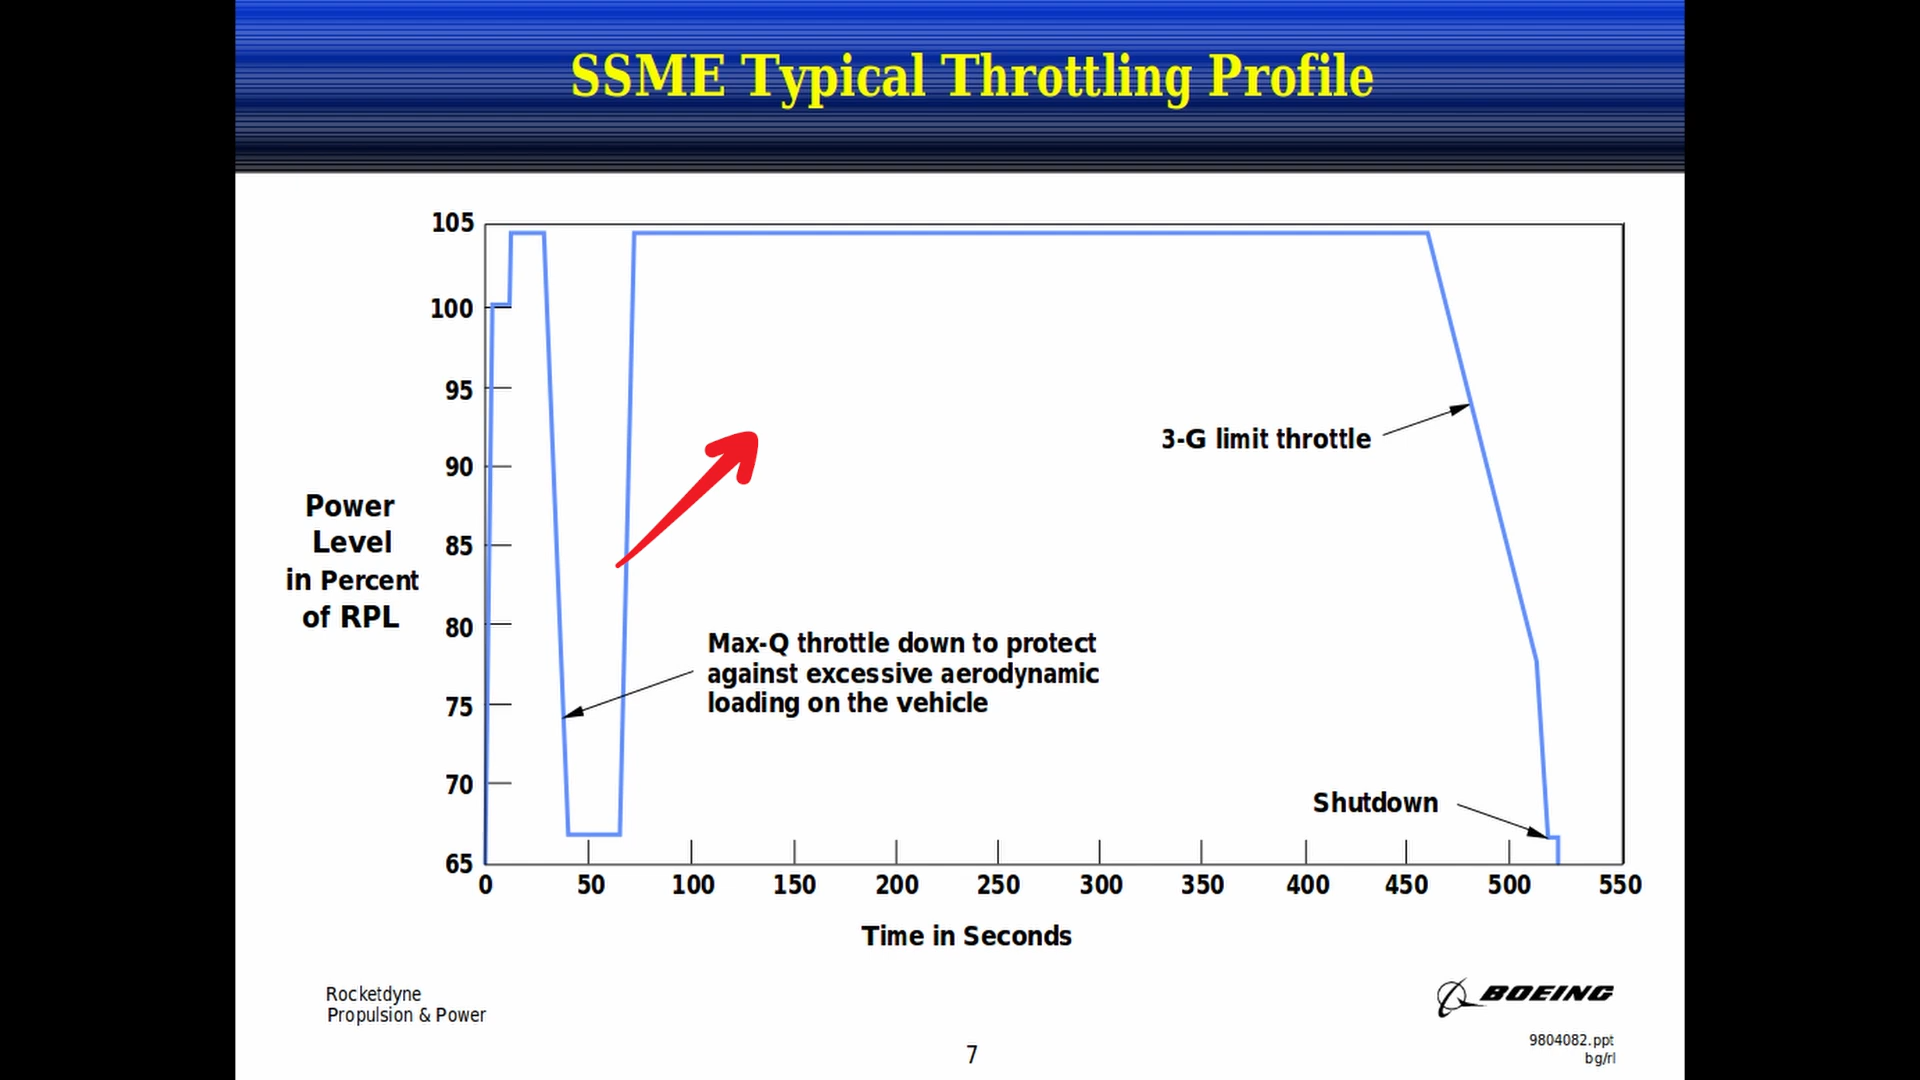 SSME Typical Throttling Profile
105
100
95
90
85
80
75
70
65
Power
Level
in Percent
of RPL
3-G limit throttle
Max-Q throttle down to protect
against excessive aerodynamic
loading on the vehicle
Shutdown
0 50 100 150 200 250 300 350 400 450 500 550
Time in Seconds
Rocketdyne
Propulsion & Power
BOEING
7
9804082.ppt
bg/rl